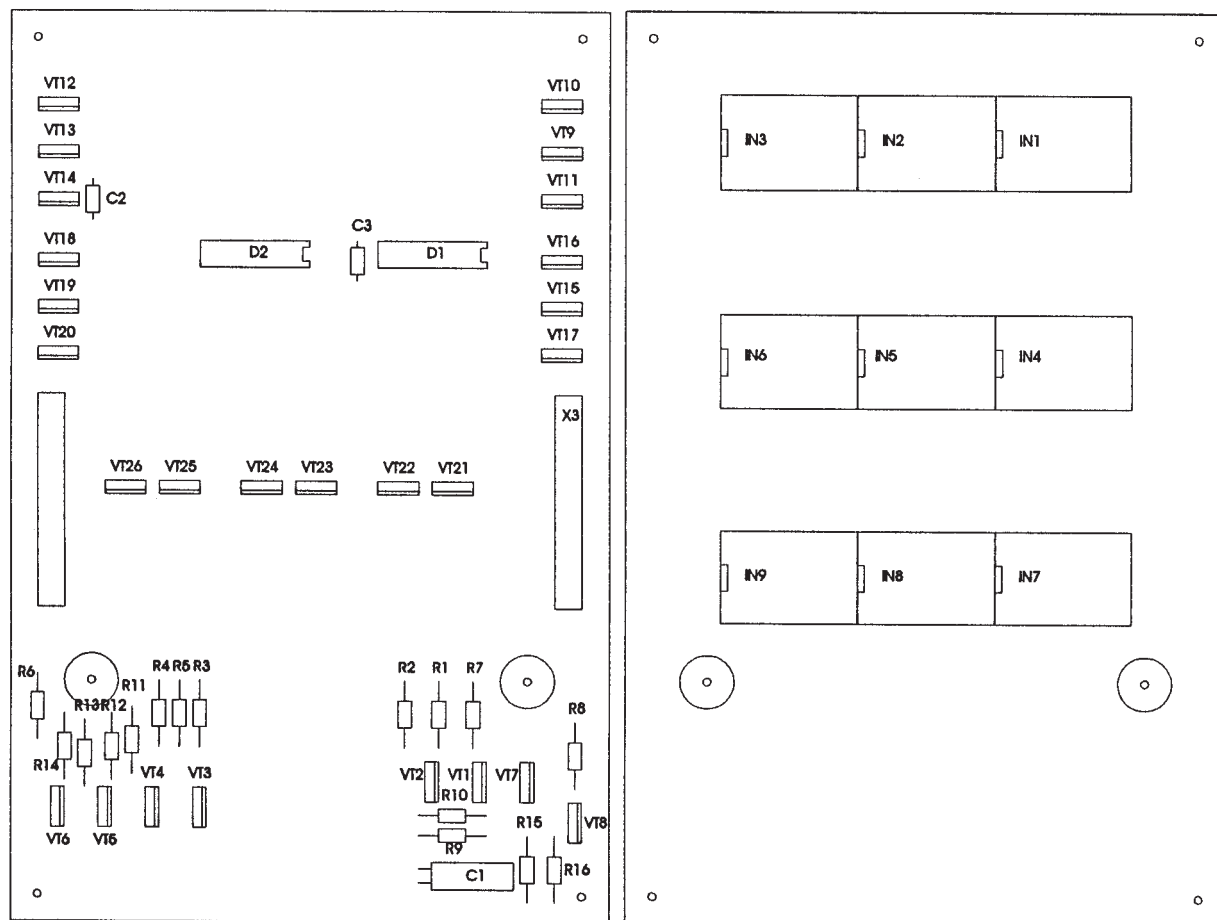 VT12 VT10
IN3 IN2 IN1
VT13 VT9
VT14 VT11
C2
C3
VT18 D2 D1 VT16
VT19 VT15
VT20 VT17
IN6 IN5 IN4
X3
VT26 VT25 VT24 VT23 VT22 VT21
IN9 IN8 IN7
R6 R4 R5 R3 R2 R1 R7
R11
R13 R12 R8
R14 VT4 VT3 VT2 VT1 VT7
R10
VT6 VT5 R15 VT8
R9
C1 R16